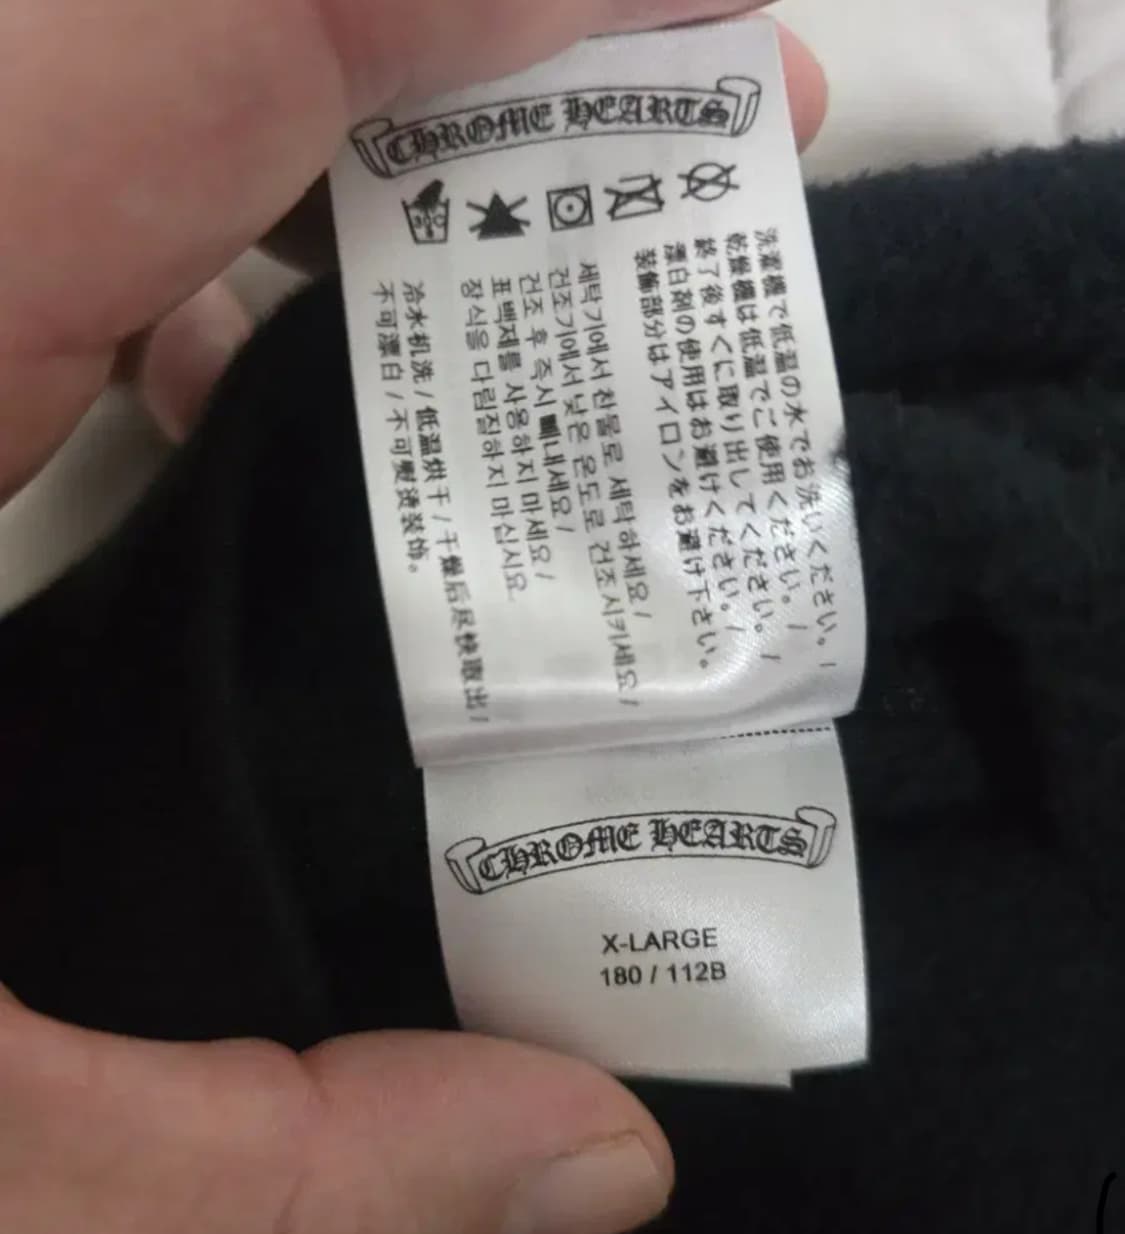 CHROME HEARTS
洗濯機で低温の水でお洗いください。/
乾燥機は低温でご使用ください。/
終了後すぐに取り出してください。/
漂白剤の使用はお避けください。/
装飾部分はアイロンをお避け下さい。
세탁기에서 찬물로 세탁하세요/
건조기에서 낮은 온도로 건조시키세요/
건조 후 즉시 빼내세요/
표백제를 사용하지 마세요/
장식을 다림질하지 마십시요.
冷水机洗/低温烘干/干燥后尽快取出/
不可漂白/不可熨烫装饰。
CHROME HEARTS
X-LARGE
180 / 112B